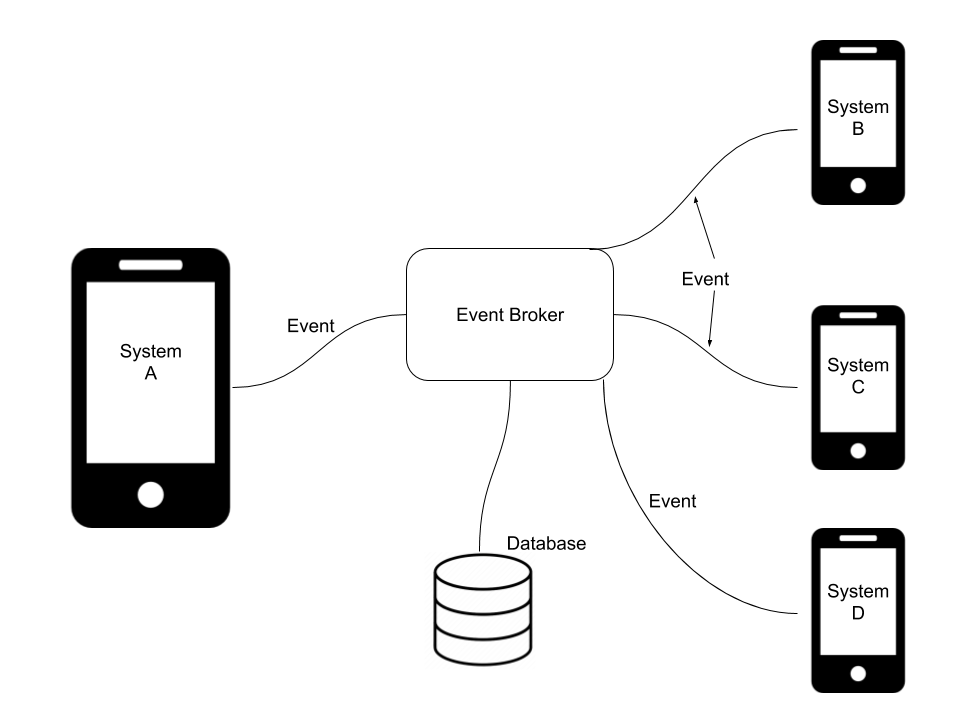 System
B
Event
Event Broker
Event
System
A
System
C
Event
Database
System
D